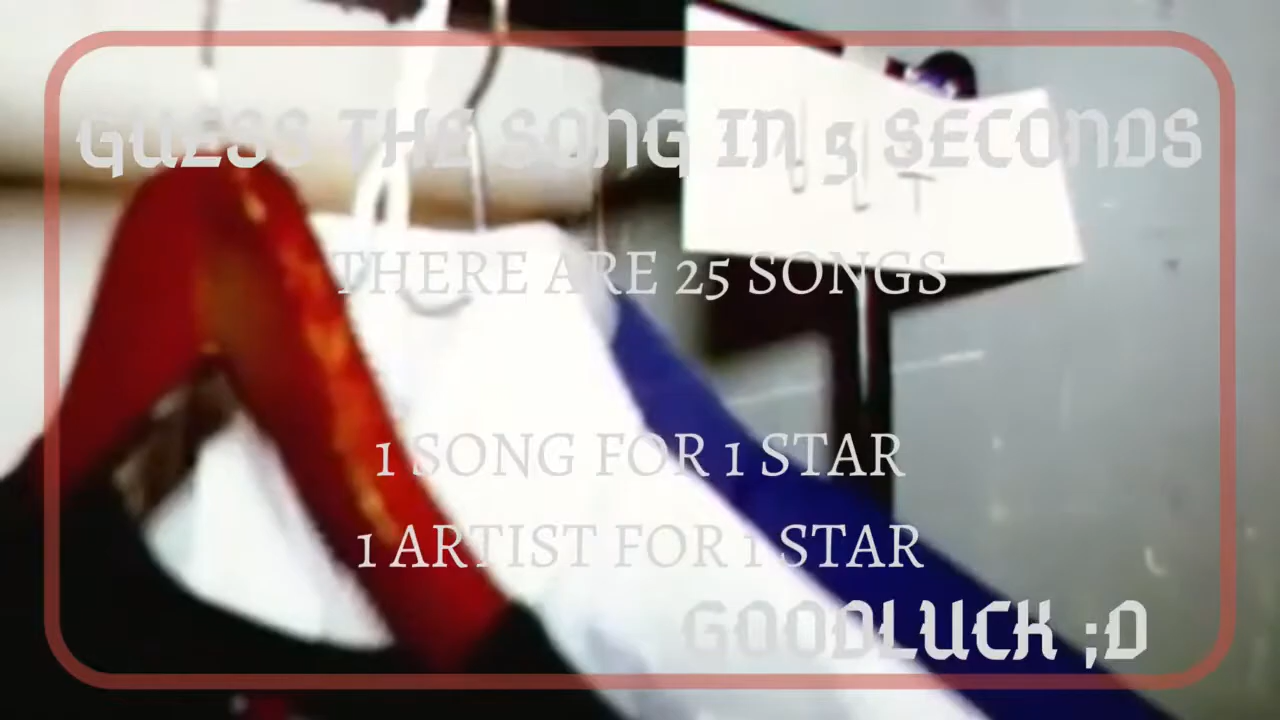 GUESS THE SONG IN 5 SECONDS
THERE ARE 25 SONGS
1 SONG FOR 1 STAR
1 ARTIST FOR 1 STAR
GOODLUCK ;D